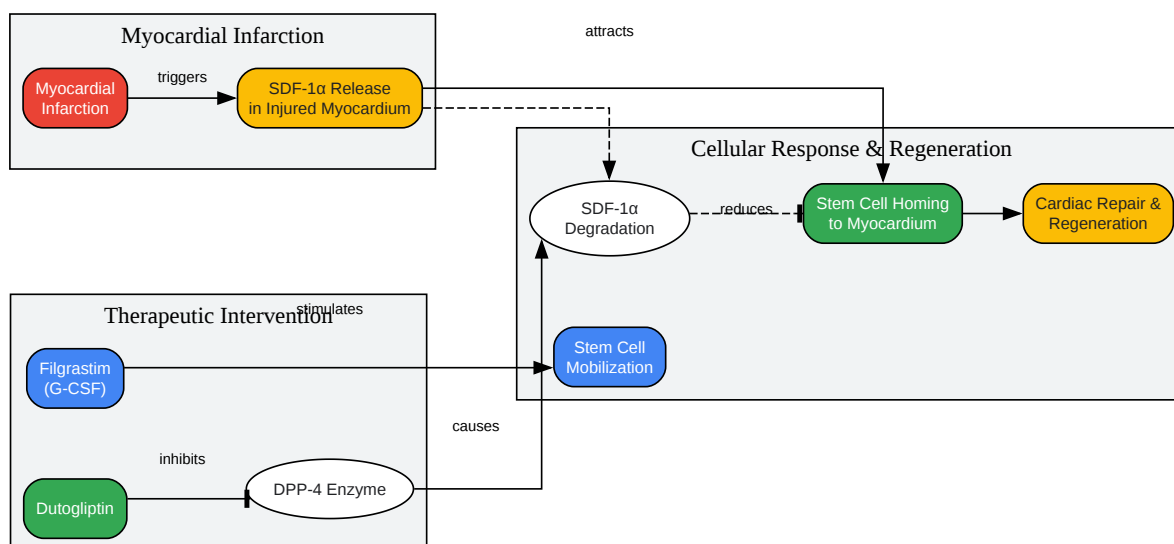 Myocardial Infarction
attracts
triggers
Myocardial
Infarction
SDF-1α Release
in Injured Myocardium
Cellular Response & Regeneration
SDF-1α
Degradation
reduces
Stem Cell Homing
to Myocardium
Cardiac Repair &
Regeneration
Therapeutic Intervention
stimulates
Filgrastim
(G-CSF)
Stem Cell
Mobilization
causes
inhibits
Dutogliptin
DPP-4 Enzyme